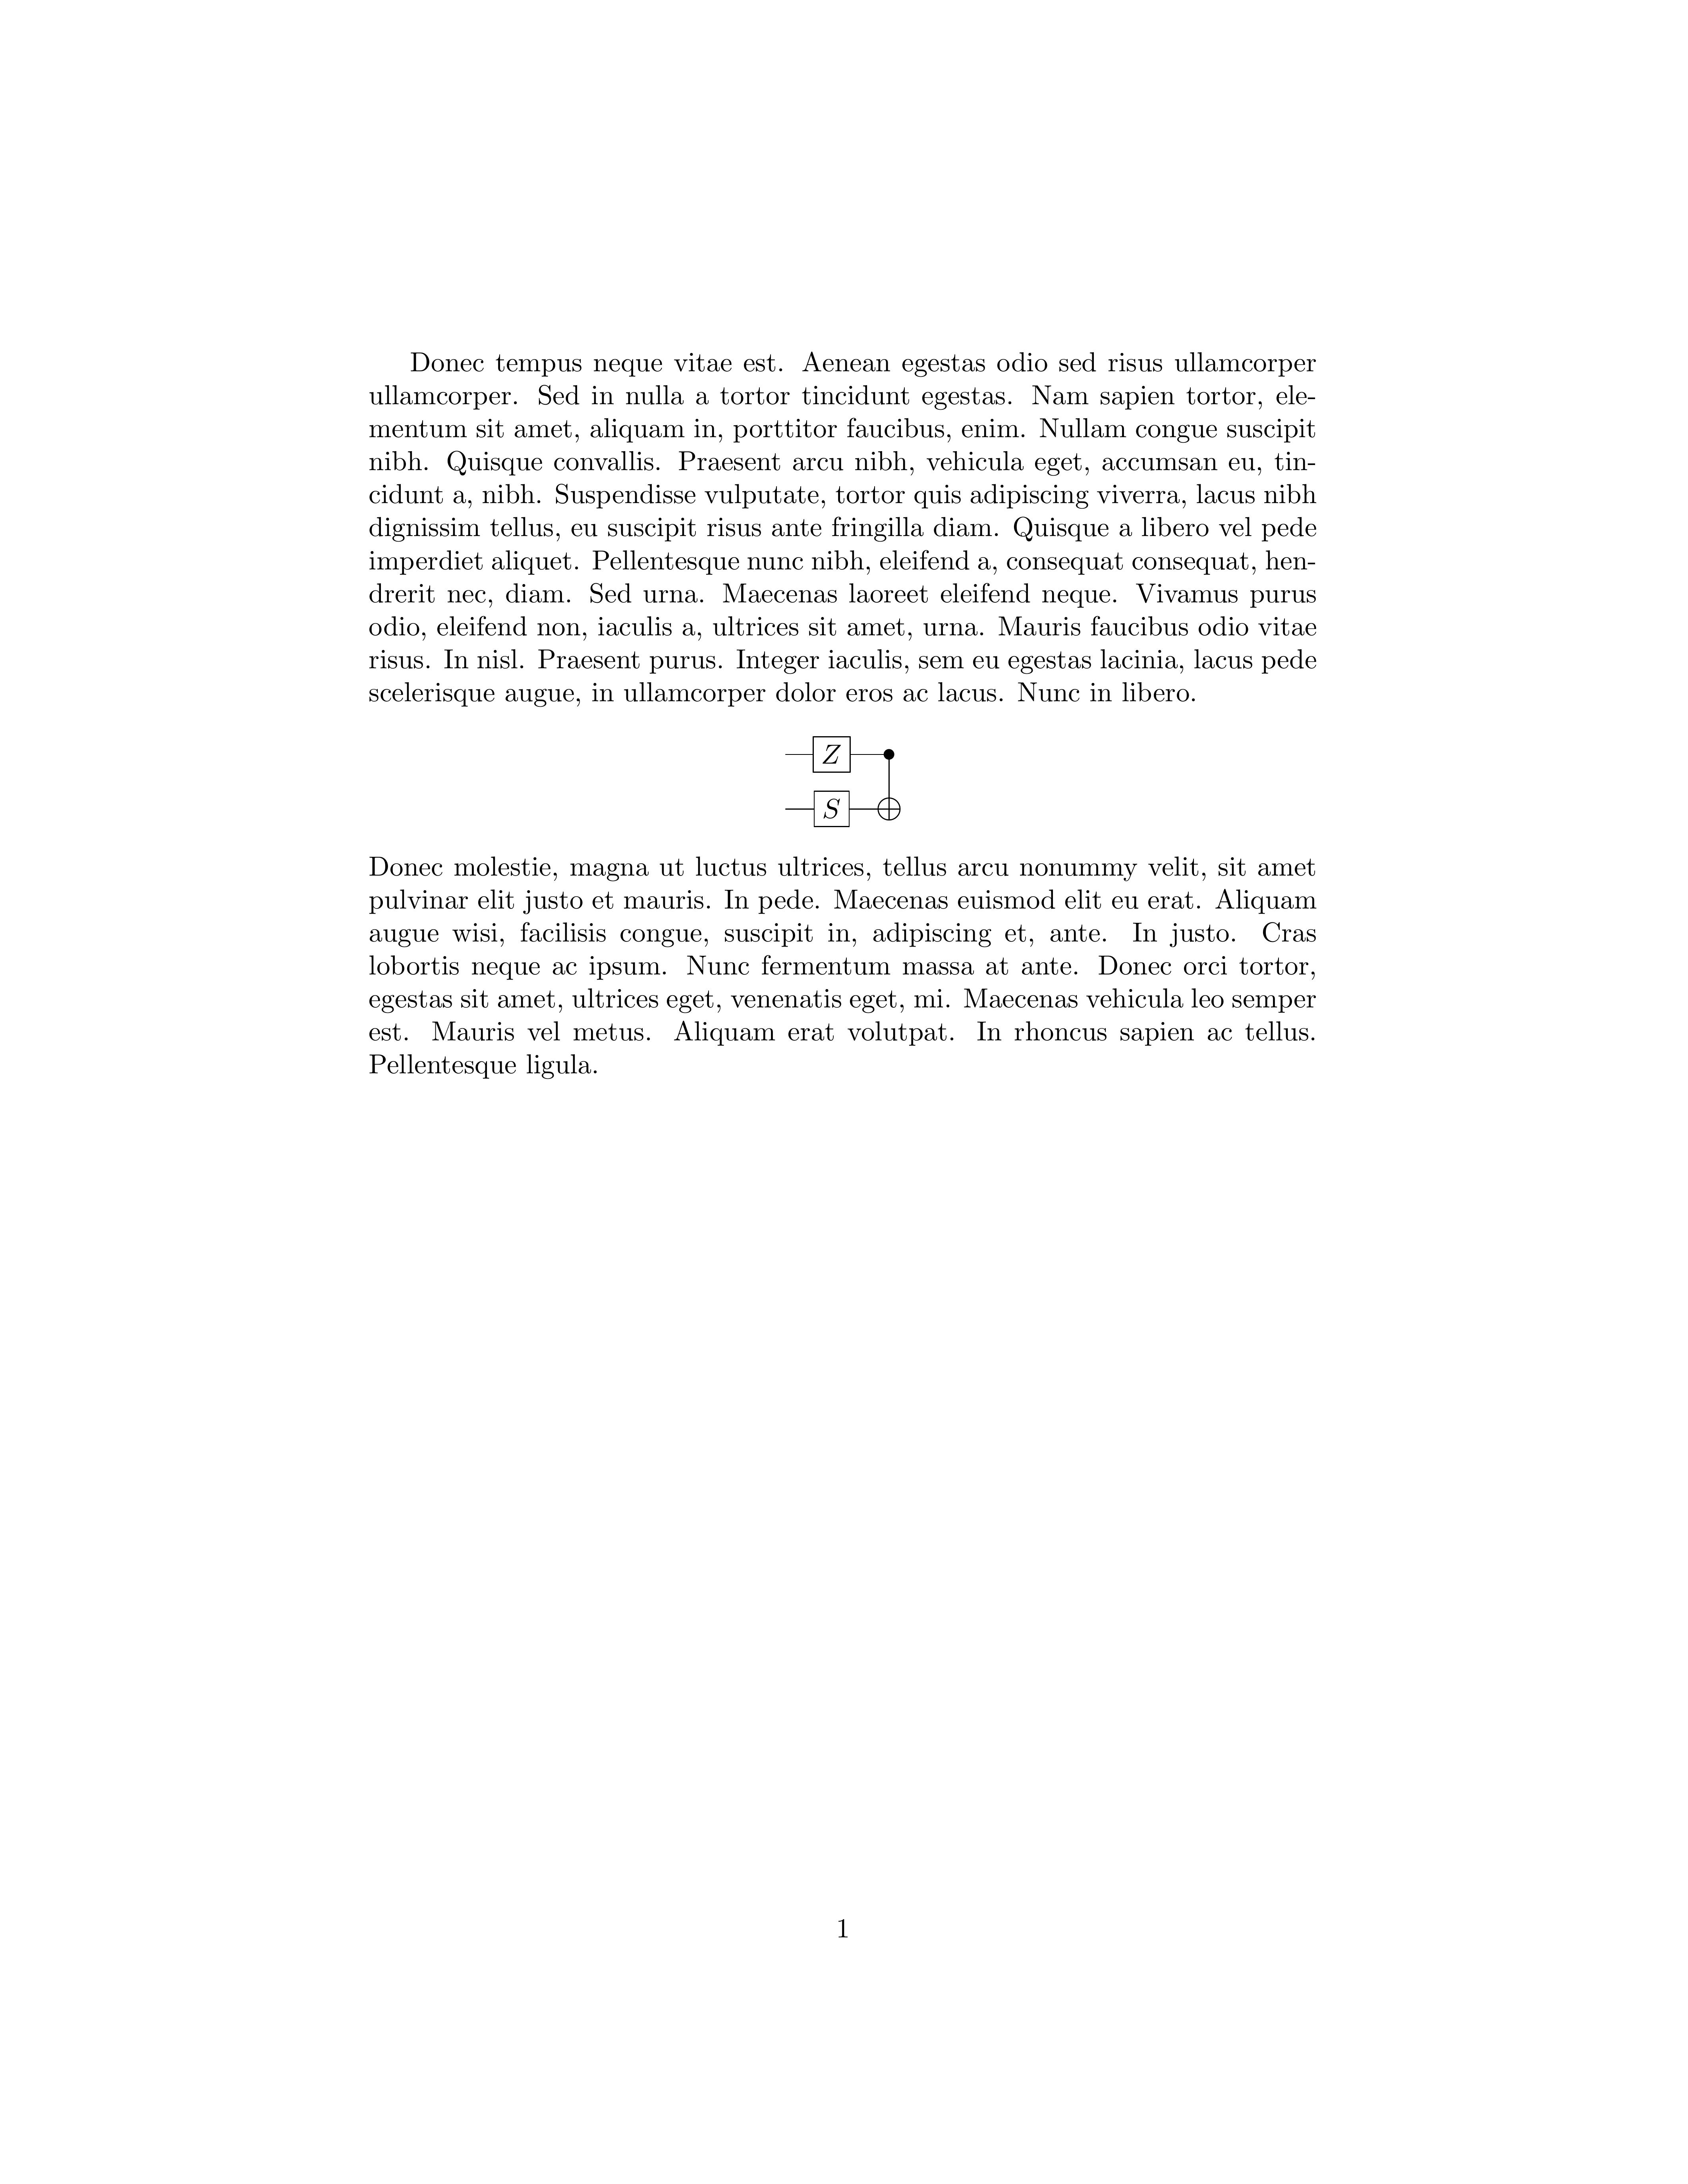 Donec tempus neque vitae est. Aenean egestas odio sed risus ullamcorper
ullamcorper. Sed in nulla a tortor tincidunt egestas. Nam sapien tortor, ele-
mentum sit amet, aliquam in, porttitor faucibus, enim. Nullam congue suscipit
nibh. Quisque convallis. Praesent arcu nibh, vehicula eget, accumsan eu, tin-
cidunt a, nibh. Suspendisse vulputate, tortor quis adipiscing viverra, lacus nibh
dignissim tellus, eu suscipit risus ante fringilla diam. Quisque a libero vel pede
imperdiet aliquet. Pellentesque nunc nibh, eleifend a, consequat consequat, hen-
drerit nec, diam. Sed urna. Maecenas laoreet eleifend neque. Vivamus purus
odio, eleifend non, iaculis a, ultrices sit amet, urna. Mauris faucibus odio vitae
risus. In nisl. Praesent purus. Integer iaculis, sem eu egestas lacinia, lacus pede
scelerisque augue, in ullamcorper dolor eros ac lacus. Nunc in libero.
Z
S
Donec molestie, magna ut luctus ultrices, tellus arcu nonummy velit, sit amet
pulvinar elit justo et mauris. In pede. Maecenas euismod elit eu erat. Aliquam
augue wisi, facilisis congue, suscipit in, adipiscing et, ante. In justo. Cras
lobortis neque ac ipsum. Nunc fermentum massa at ante. Donec orci tortor,
egestas sit amet, ultrices eget, venenatis eget, mi. Maecenas vehicula leo semper
est. Mauris vel metus. Aliquam erat volutpat. In rhoncus sapien ac tellus.
Pellentesque ligula.
1